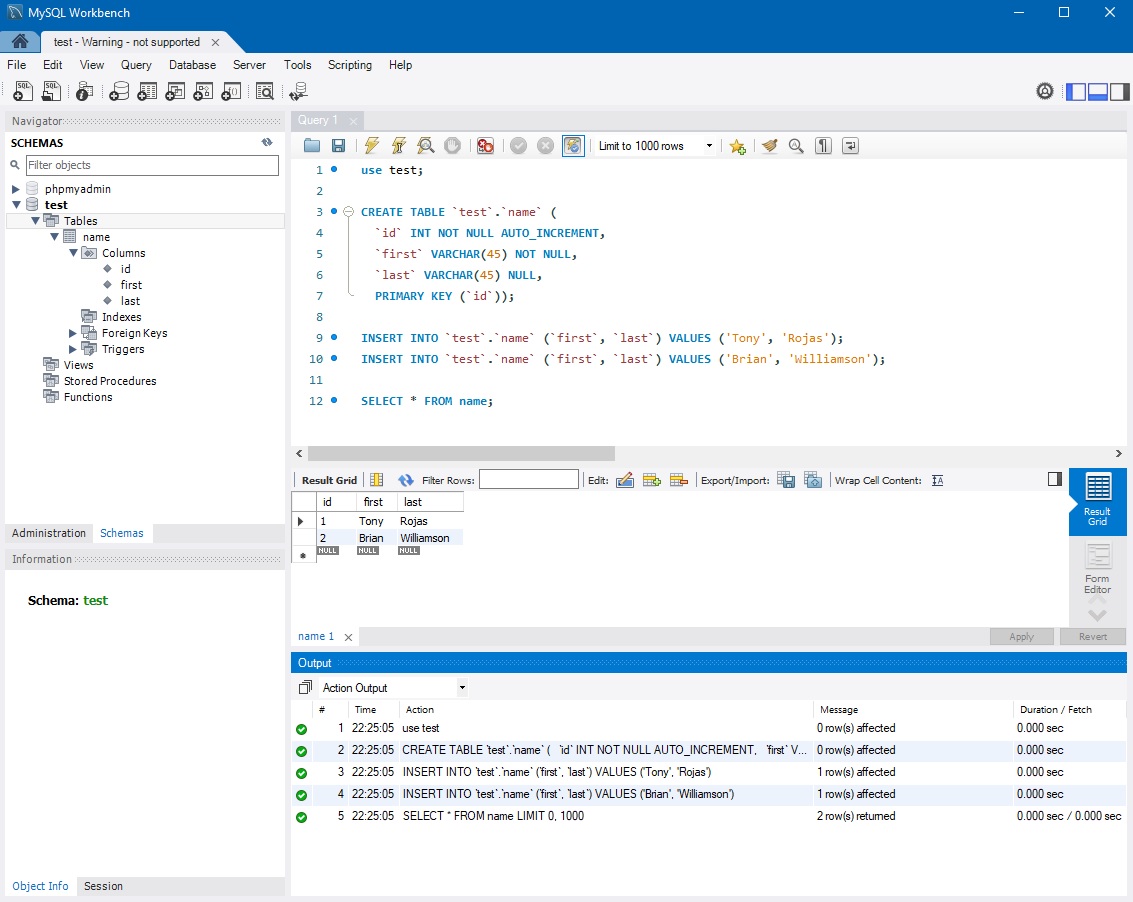 MySQL Workbench
test - Warning - not supported
File Edit View Query Database Server Tools Scripting Help
Navigator
SCHEMAS
Filter objects
phpmyadmin
test
Tables
name
Columns
id
first
last
Indexes
Foreign Keys
Triggers
Views
Stored Procedures
Functions
Administration Schemas
Information
Schema: test
Object Info Session
Query 1
Limit to 1000 rows
1 use test;
2
3 CREATE TABLE `test`.`name` (
4 `id` INT NOT NULL AUTO_INCREMENT,
5 `first` VARCHAR(45) NOT NULL,
6 `last` VARCHAR(45) NULL,
7 PRIMARY KEY (`id`));
8
9 INSERT INTO `test`.`name` (`first`, `last`) VALUES ('Tony', 'Rojas');
10 INSERT INTO `test`.`name` (`first`, `last`) VALUES ('Brian', 'Williamson');
11
12 SELECT * FROM name;
Result Grid Filter Rows: Edit: Export/Import: Wrap Cell Content:
id first last
1 Tony Rojas
2 Brian Williamson
NULL NULL NULL
Result
Grid
Form
Editor
name 1
Apply Revert
Output
Action Output
# Time Action Message Duration / Fetch
1 22:25:05 use test 0 row(s) affected 0.000 sec
2 22:25:05 CREATE TABLE `test`.`name` ( `id` INT NOT NULL AUTO_INCREMENT, `first` V... 0 row(s) affected 0.000 sec
3 22:25:05 INSERT INTO `test`.`name` (`first`, `last`) VALUES ('Tony', 'Rojas') 1 row(s) affected 0.000 sec
4 22:25:05 INSERT INTO `test`.`name` (`first`, `last`) VALUES ('Brian', 'Williamson') 1 row(s) affected 0.000 sec
5 22:25:05 SELECT * FROM name LIMIT 0, 1000 2 row(s) returned 0.000 sec / 0.000 sec